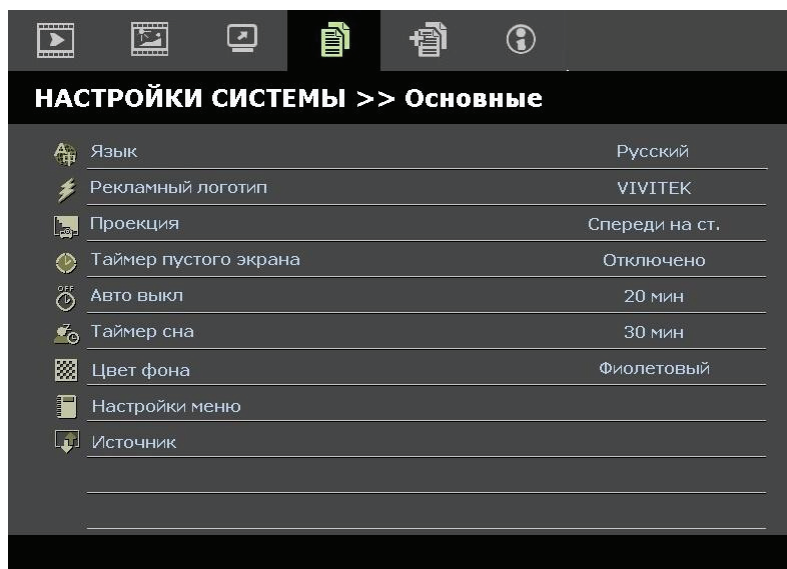 НАСТРОЙКИ СИСТЕМЫ >> Основные
Язык Русский
Рекламный логотип VIVITEK
Проекция Спереди на ст.
Таймер пустого экрана Отключено
OFF
Авто выкл 20 мин
Таймер сна 30 мин
Цвет фона Фиолетовый
Настройки меню
Источник